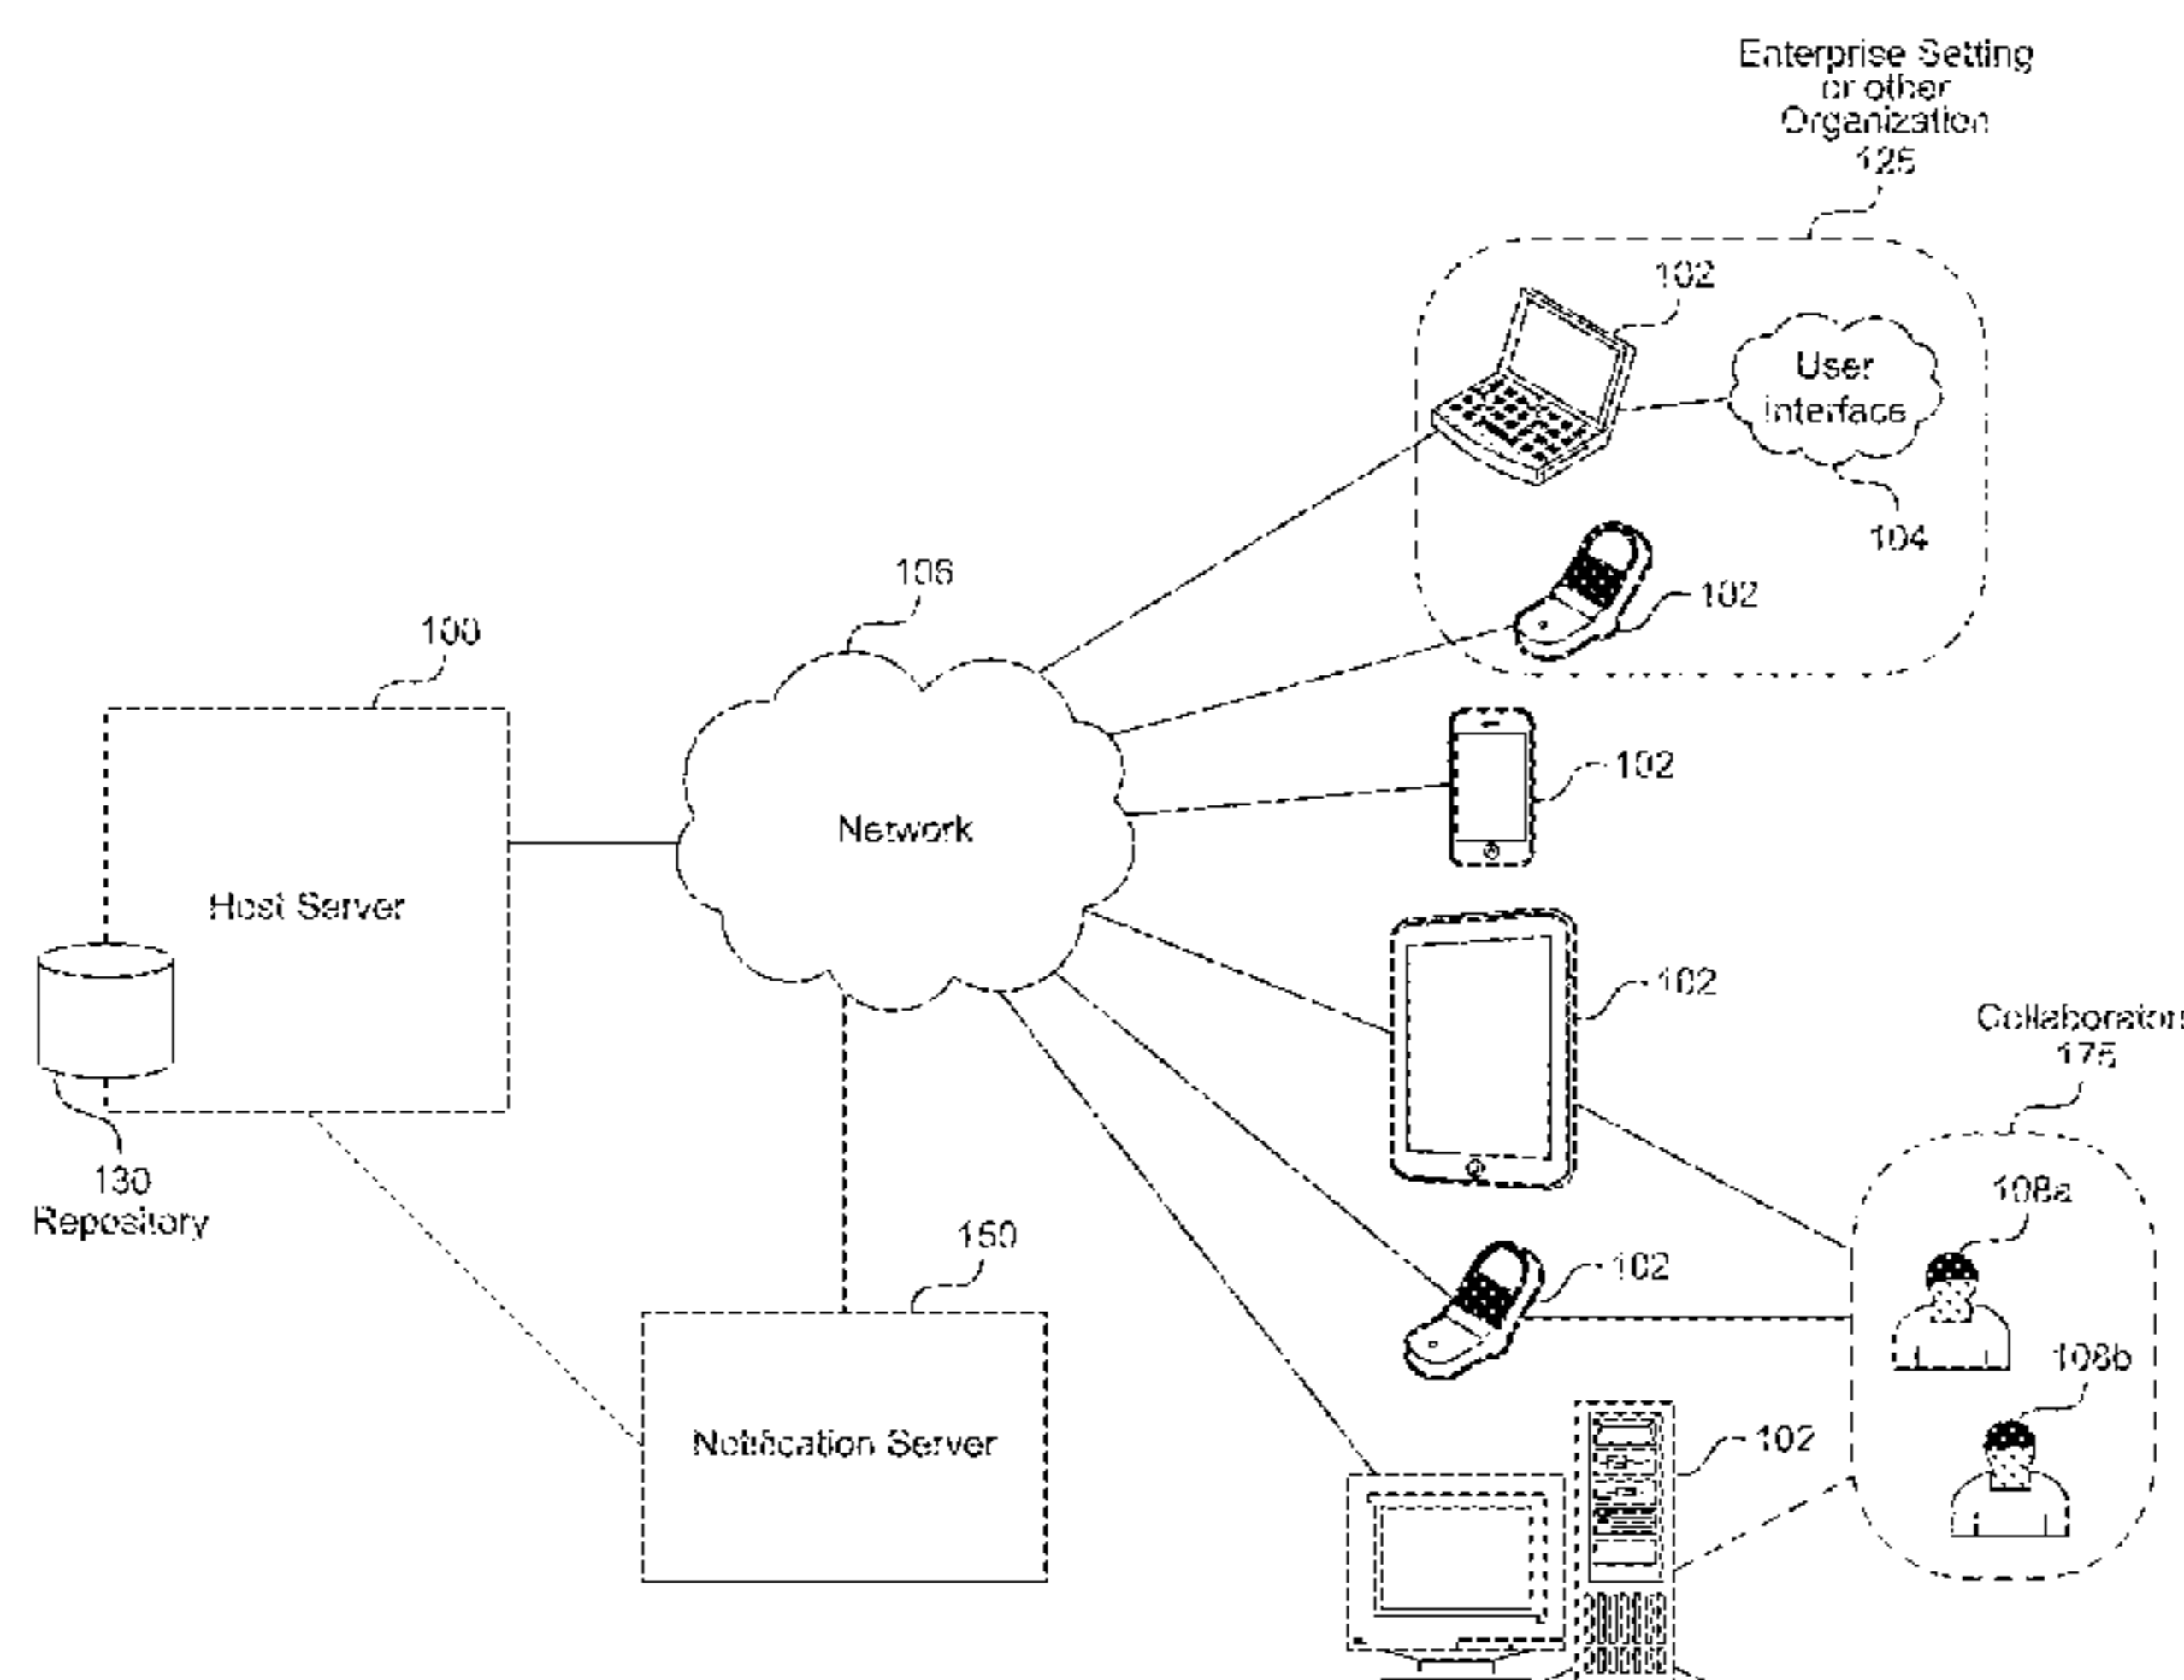 Enterprise Setting
or other
Organization
125
102
User
Interface
104
102
106
100
102
Network
Host Server
102
Collaborators
175
108a
130
Repository
150
102
108b
102
Notification Server